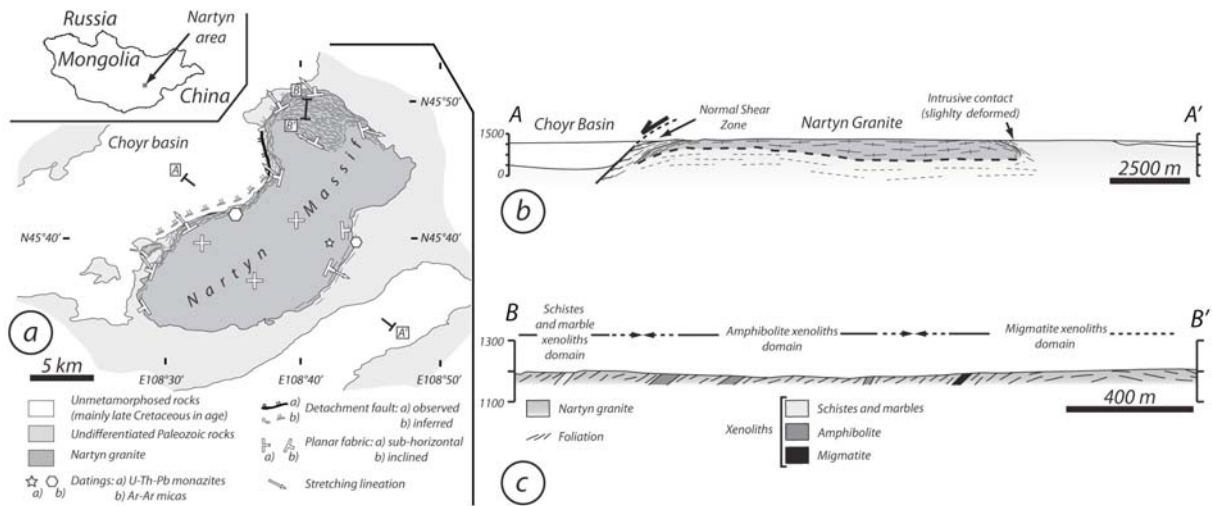 Russia
Mongolia
China
Nartyn
area
Choyr basin
A
B
B'
Nartyn Massif
A'
N45°50'
N45°40'
N45°40'
a
5 km
E108°30'
E108°40'
E108°50'
Unmetamorphosed rocks
(mainly late Cretaceous in age)
Undifferentiated Paleozoic rocks
Nartyn granite
a) b) Datings: a) U-Th-Pb monazites
b) Ar-Ar micas
a)
b)
Detachment fault: a) observed
b) inferred
a) b)
Planar fabric: a) sub-horizontal
b) inclined
Stretching lineation
A
A'
1500
0
Choyr Basin
Normal Shear
Zone
Nartyn Granite
Intrusive contact
(slighlty deformed)
2500 m
b
B
B'
Schistes
and marble
xenoliths
domain
Amphibolite xenoliths
domain
Migmatite xenoliths
domain
1300
1100
400 m
Nartyn granite
Foliation
Xenoliths
Schistes and marbles
Amphibolite
Migmatite
c